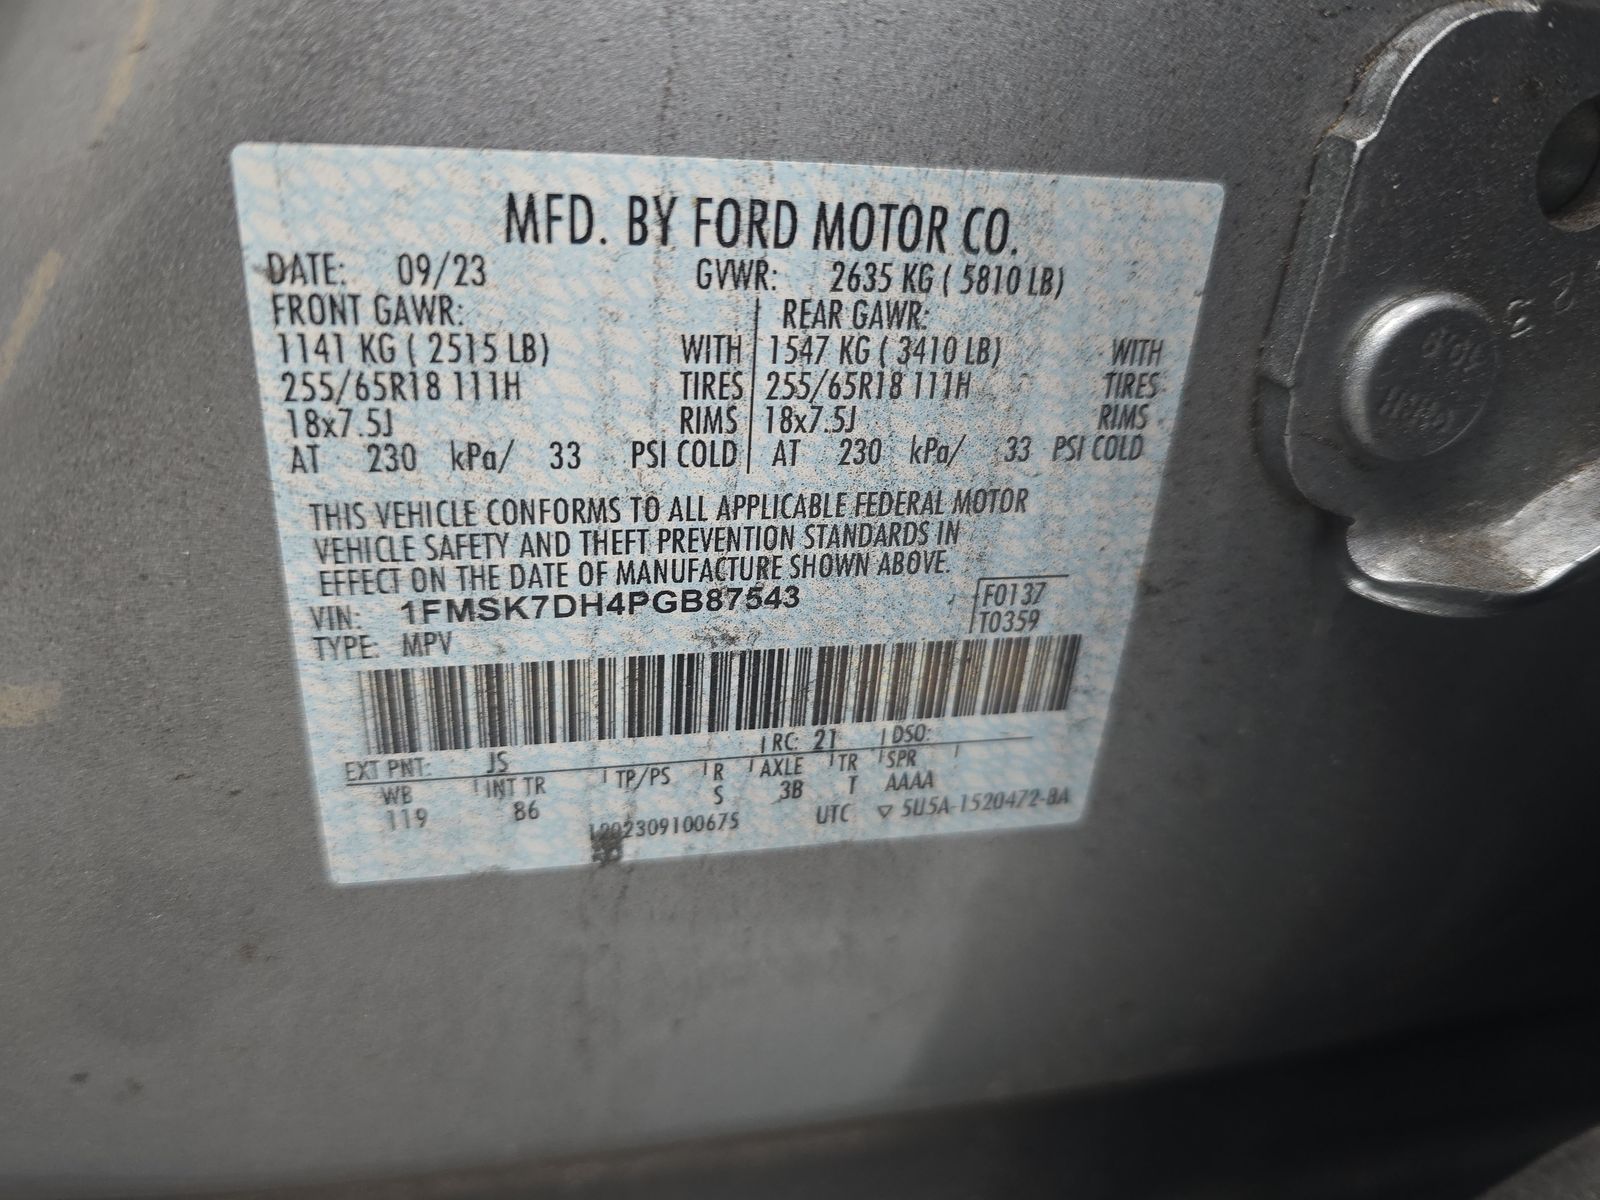 MFD. BY FORD MOTOR CO.
DATE: 09/23 GVWR: 2635 KG ( 5810 LB)
FRONT GAWR: REAR GAWR:
1141 KG ( 2515 LB) WITH 1547 KG ( 3410 LB) WITH
255/65R18 111H TIRES 255/65R18 111H TIRES
18x7.5J RIMS 18x7.5J RIMS
AT 230 kPa/ 33 PSI COLD AT 230 kPa/ 33 PSI COLD
THIS VEHICLE CONFORMS TO ALL APPLICABLE FEDERAL MOTOR
VEHICLE SAFETY AND THEFT PREVENTION STANDARDS IN
EFFECT ON THE DATE OF MANUFACTURE SHOWN ABOVE.
VIN: 1FMSK7DH4PGB87543 F0137
TYPE: MPV T0359
EXT PNT: JS RC: 21 DSO:
WB INT TR TP/PS R AXLE TR SPR
119 86 S 3B T AAAA
UTC ▽ 5U5A-1520472-BA